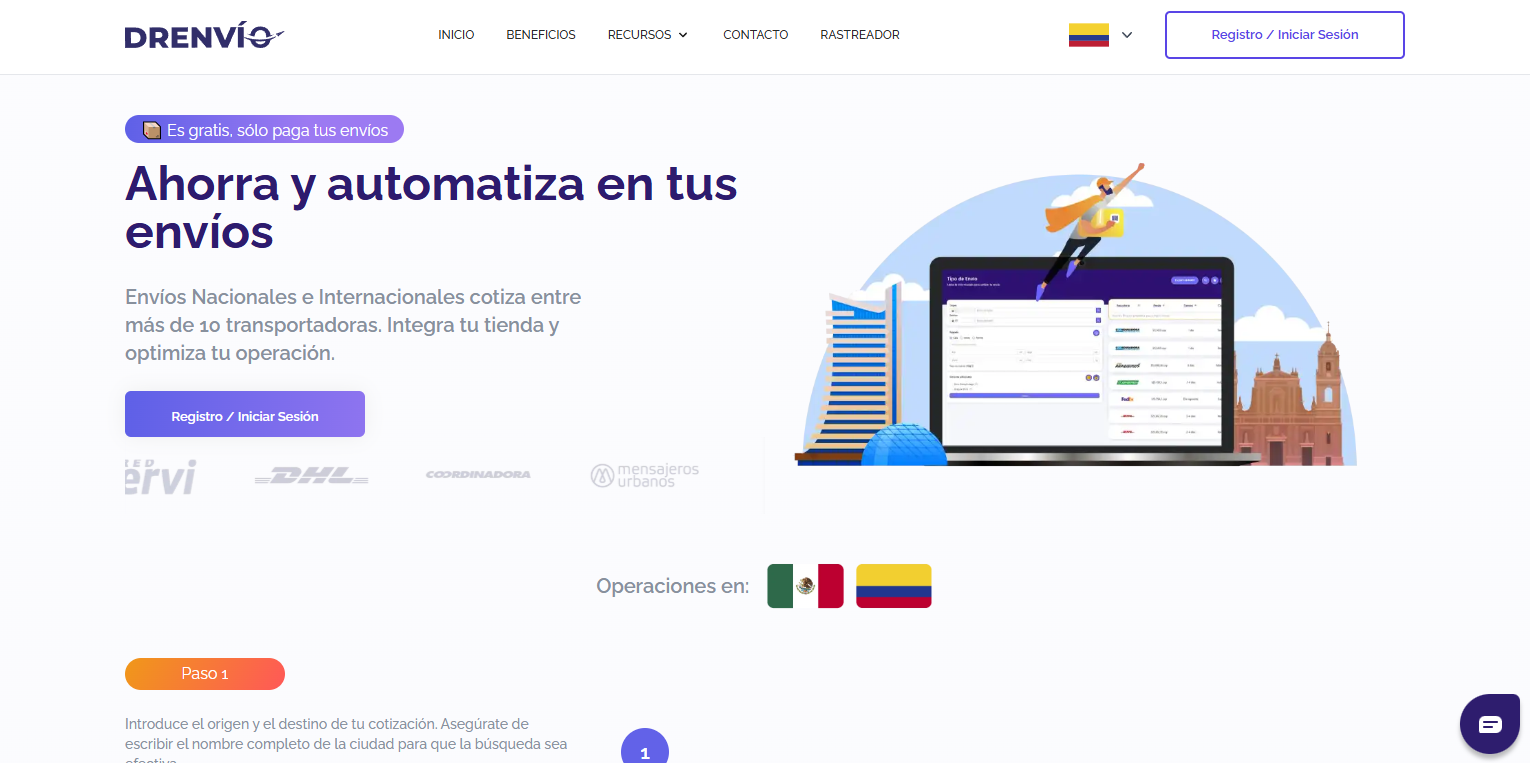 DRENVÍO
INICIO
BENEFICIOS
RECURSOS
CONTACTO
RASTREADOR
Registro / Iniciar Sesión
Es gratis, sólo paga tus envíos
Ahorra y automatiza en tus
envíos
Envíos Nacionales e Internacionales cotiza entre
más de 10 transportadoras. Integra tu tienda y
optimiza tu operación.
Registro / Iniciar Sesión
Tipo de Envío
FedEx
RED
ervi
DHL
COORDINADORA
mensajeros
urbanos
Operaciones en:
Paso 1
Introduce el origen y el destino de tu cotización. Asegúrate de
escribir el nombre completo de la ciudad para que la búsqueda sea
efectiva
1